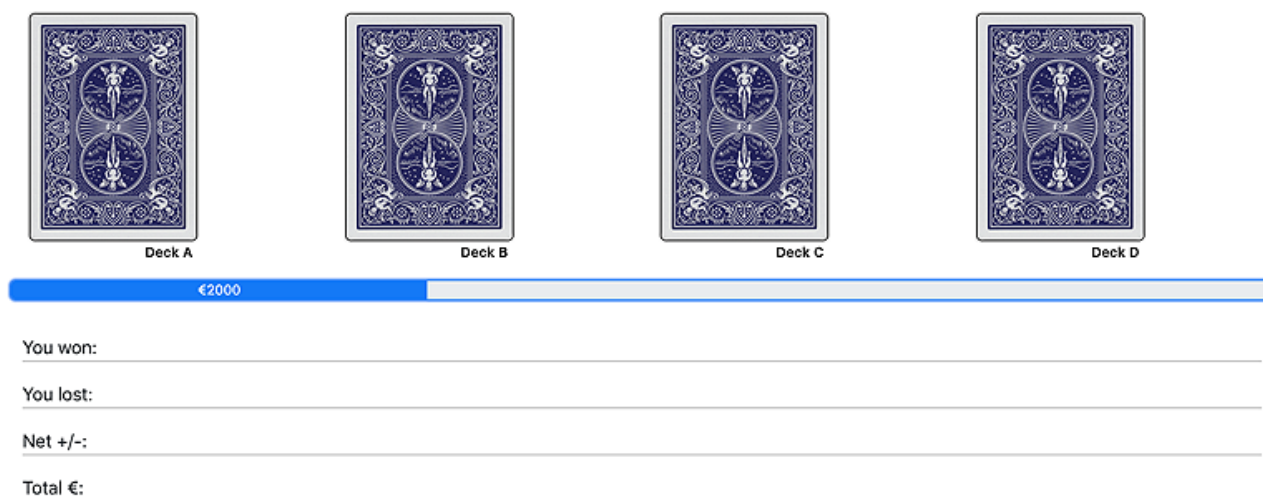 Deck A Deck B Deck C Deck D
€2000
You won:
You lost:
Net +/-:
Total €: